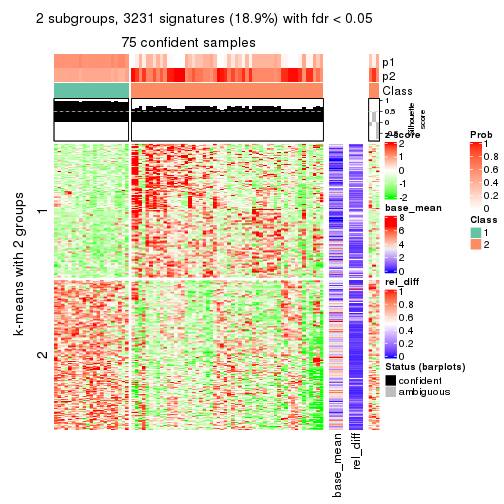 2 subgroups, 3231 signatures (18.9%) with fdr < 0.05
75 confident samples
p1
p2
Class
1
0.5
0
Silhouette
score
k-means with 2 groups
1
2
base_mean
rel_diff
z-score
2
1
0
-1
-2
base_mean
8
6
4
2
0
rel_diff
1
0.8
0.6
0.4
0.2
0
Status (barplots)
confident
ambiguous
Prob
1
0.8
0.6
0.4
0.2
0
Class
1
2